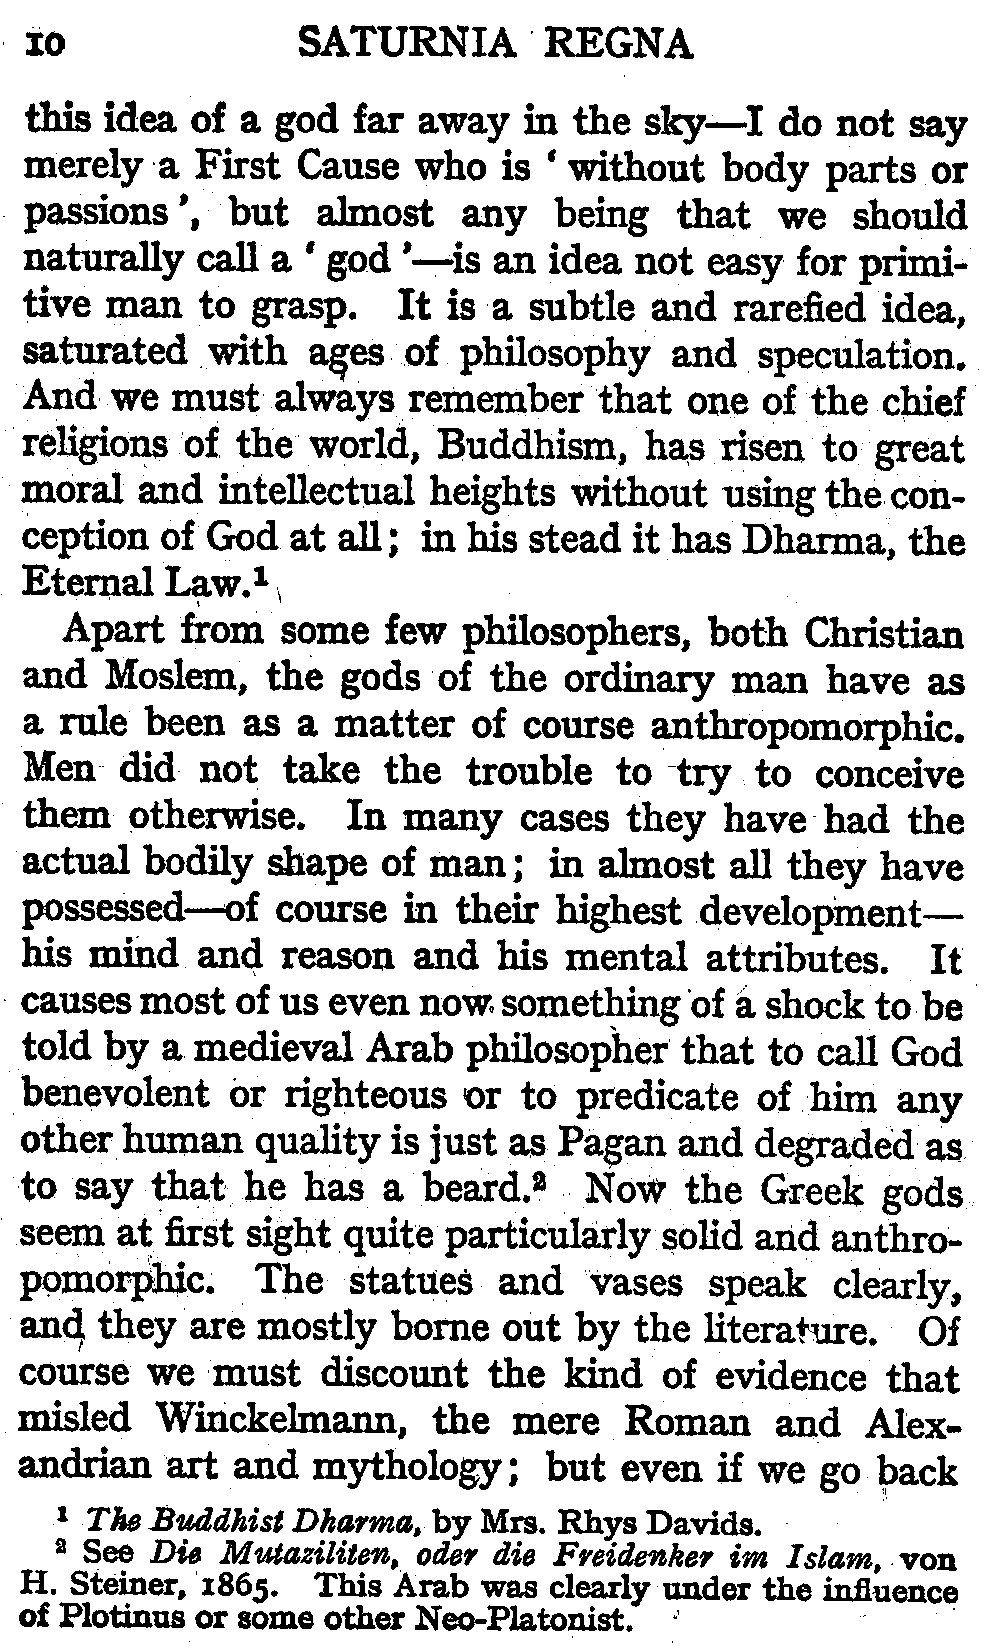 10 SATURNIA REGNA
this idea of a god far away in the sky—I do not say
merely a First Cause who is ‘ without body parts or
passions ’, but almost any being that we should
naturally call a ‘ god ’—is an idea not easy for primi-
tive man to grasp. It is a subtle and rarefied idea,
saturated with ages of philosophy and speculation.
And we must always remember that one of the chief
religions of the world, Buddhism, has risen to great
moral and intellectual heights without using the con-
ception of God at all; in his stead it has Dharma, the
Eternal Law.¹
Apart from some few philosophers, both Christian
and Moslem, the gods of the ordinary man have as
a rule been as a matter of course anthropomorphic.
Men did not take the trouble to try to conceive
them otherwise. In many cases they have had the
actual bodily shape of man; in almost all they have
possessed—of course in their highest development—
his mind and reason and his mental attributes. It
causes most of us even now something of a shock to be
told by a medieval Arab philosopher that to call God
benevolent or righteous or to predicate of him any
other human quality is just as Pagan and degraded as
to say that he has a beard.² Now the Greek gods
seem at first sight quite particularly solid and anthro-
pomorphic. The statues and vases speak clearly,
and they are mostly borne out by the literature. Of
course we must discount the kind of evidence that
misled Winckelmann, the mere Roman and Alex-
andrian art and mythology; but even if we go back
¹ The Buddhist Dharma, by Mrs. Rhys Davids.
² See Die Mutaziliten, oder die Freidenker im Islam, von
H. Steiner, 1865. This Arab was clearly under the influence
of Plotinus or some other Neo-Platonist.